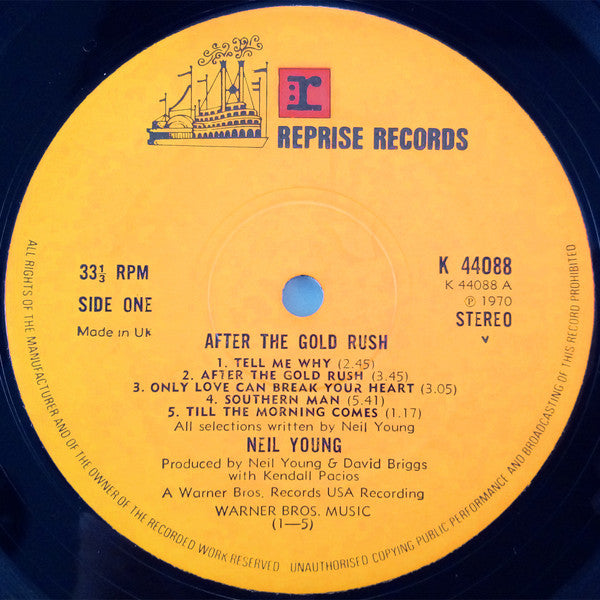 r
REPRISE RECORDS
33⅓ RPM
SIDE ONE
Made in UK
K 44088
K 44088 A
℗ 1970
STEREO
v
AFTER THE GOLD RUSH
1. TELL ME WHY (2.45)
2. AFTER THE GOLD RUSH (3.45)
3. ONLY LOVE CAN BREAK YOUR HEART (3.05)
4. SOUTHERN MAN (5.41)
5. TILL THE MORNING COMES (1.17)
All selections written by Neil Young
NEIL YOUNG
Produced by Neil Young & David Briggs
with Kendall Pacios
A Warner Bros, Records USA Recording
WARNER BROS. MUSIC
(1—5)
ALL RIGHTS OF THE MANUFACTURER AND OF THE OWNER OF THE RECORDED WORK RESERVED UNAUTHORISED COPYING PUBLIC PERFORMANCE AND BROADCASTING OF THIS RECORD PROHIBITED